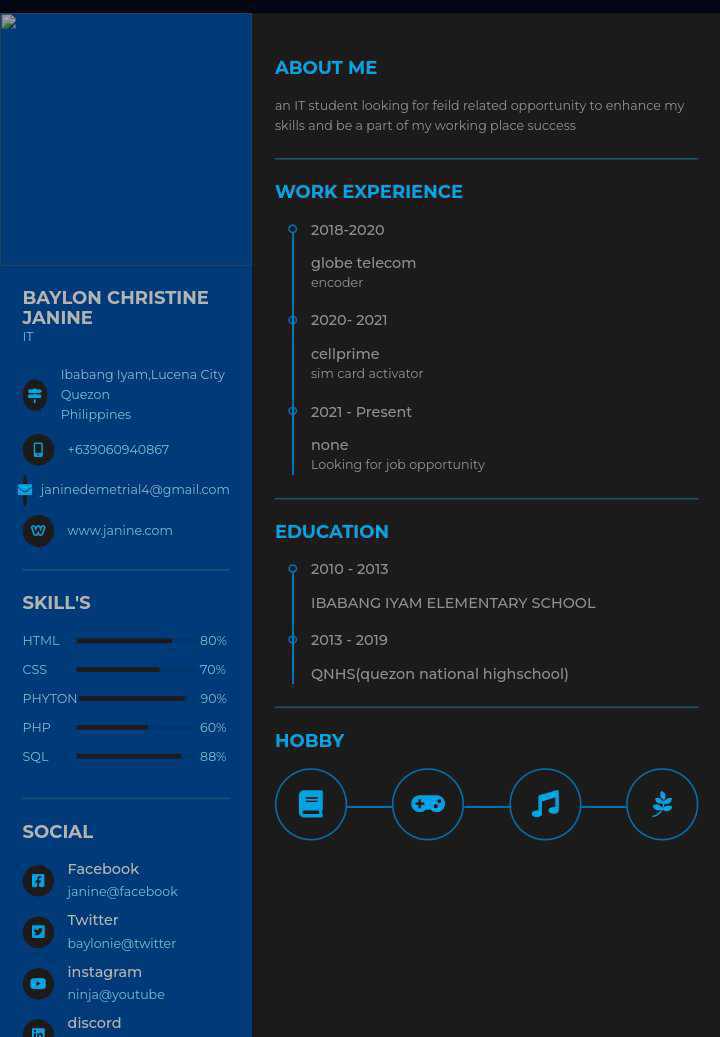 BAYLON CHRISTINE
JANINE
IT
Ibabang Iyam,Lucena City
Quezon
Philippines
+639060940867
janinedemetrial4@gmail.com
www.janine.com
SKILL'S
HTML 80%
CSS 70%
PHYTON 90%
PHP 60%
SQL 88%
SOCIAL
Facebook
janine@facebook
Twitter
baylonie@twitter
instagram
ninja@youtube
discord
ABOUT ME
an IT student looking for feild related opportunity to enhance my
skills and be a part of my working place success
WORK EXPERIENCE
2018-2020
globe telecom
encoder
2020- 2021
cellprime
sim card activator
2021 - Present
none
Looking for job opportunity
EDUCATION
2010 - 2013
IBABANG IYAM ELEMENTARY SCHOOL
2013 - 2019
QNHS(quezon national highschool)
HOBBY